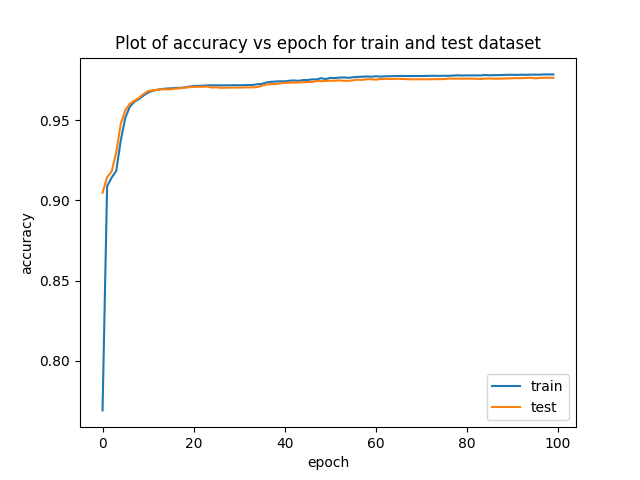 Plot of accuracy vs epoch for train and test dataset
accuracy
0.95
0.90
0.85
0.80
train
test
0 20 40 60 80 100
epoch